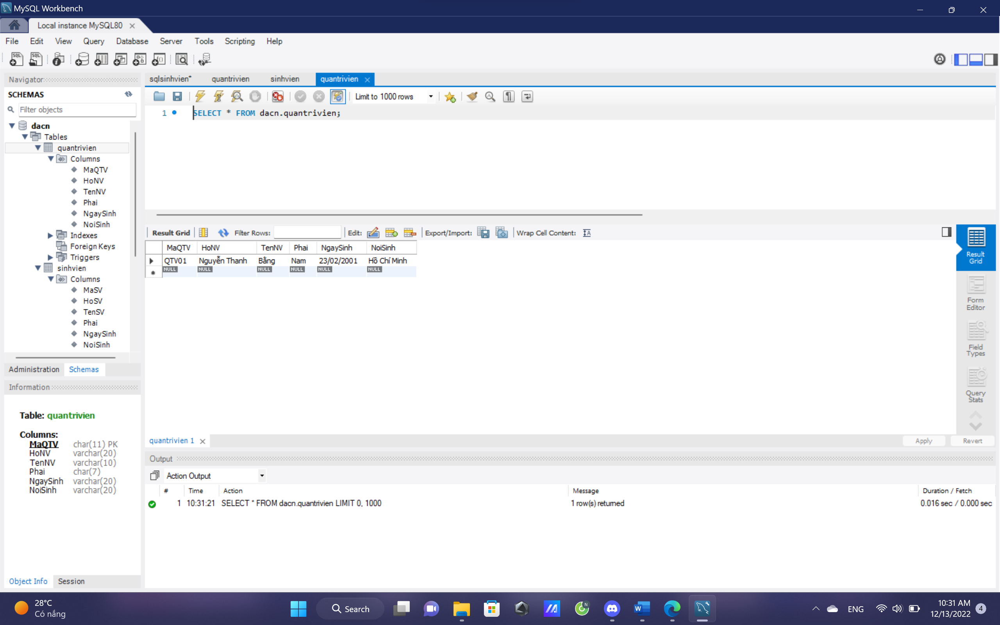 MySQL Workbench
Local instance MySQL80
File Edit View Query Database Server Tools Scripting Help
Navigator
SCHEMAS
Filter objects
dacn
Tables
quantrivien
Columns
MaQTV
HoNV
TenNV
Phai
NgaySinh
NoiSinh
Indexes
Foreign Keys
Triggers
sinhvien
Columns
MaSV
HoSV
TenSV
Phai
NgaySinh
NoiSinh
Administration Schemas
Information
Table: quantrivien
Columns:
MaQTV char(11) PK
HoNV varchar(20)
TenNV varchar(10)
Phai char(7)
NgaySinh varchar(20)
NoiSinh varchar(20)
Object Info Session
sqlsinhvien* quantrivien sinhvien quantrivien
Limit to 1000 rows
1 SELECT * FROM dacn.quantrivien;
Result Grid Filter Rows: Edit: Export/Import: Wrap Cell Content:
MaQTV HoNV TenNV Phai NgaySinh NoiSinh
QTV01 Nguyễn Thanh Bằng Nam 23/02/2001 Hồ Chí Minh
NULL NULL NULL NULL NULL NULL
Result
Grid
Form
Editor
Field
Types
Query
Stats
quantrivien 1
Apply Revert
Output
Action Output
# Time Action Message Duration / Fetch
1 10:31:21 SELECT * FROM dacn.quantrivien LIMIT 0, 1000 1 row(s) returned 0.016 sec / 0.000 sec
28°C
Có nắng
Search
ENG
10:31 AM
12/13/2022
4